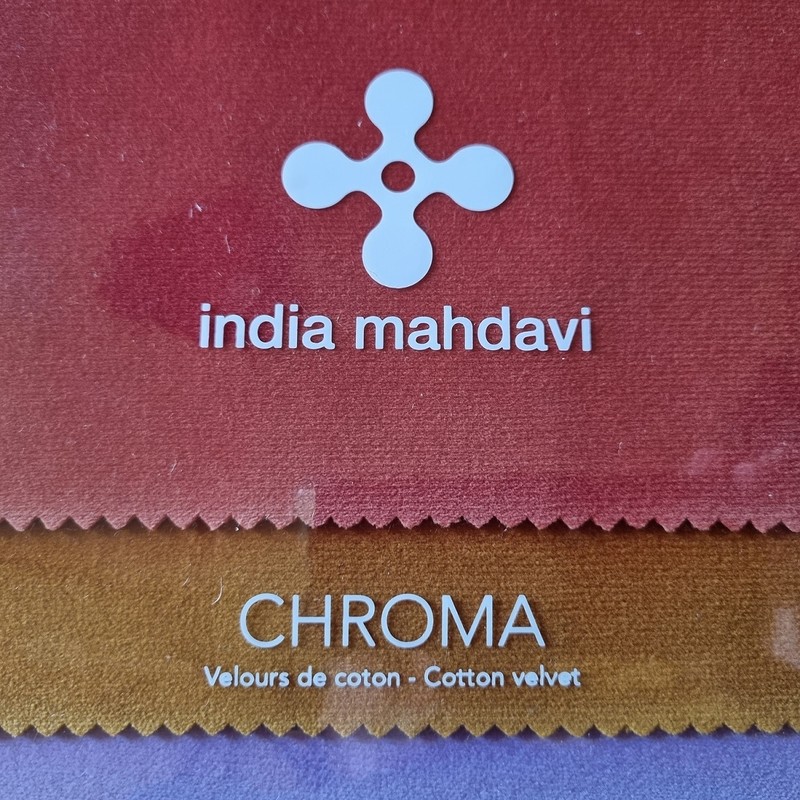 india mahdavi
CHROMA
Velours de coton - Cotton velvet